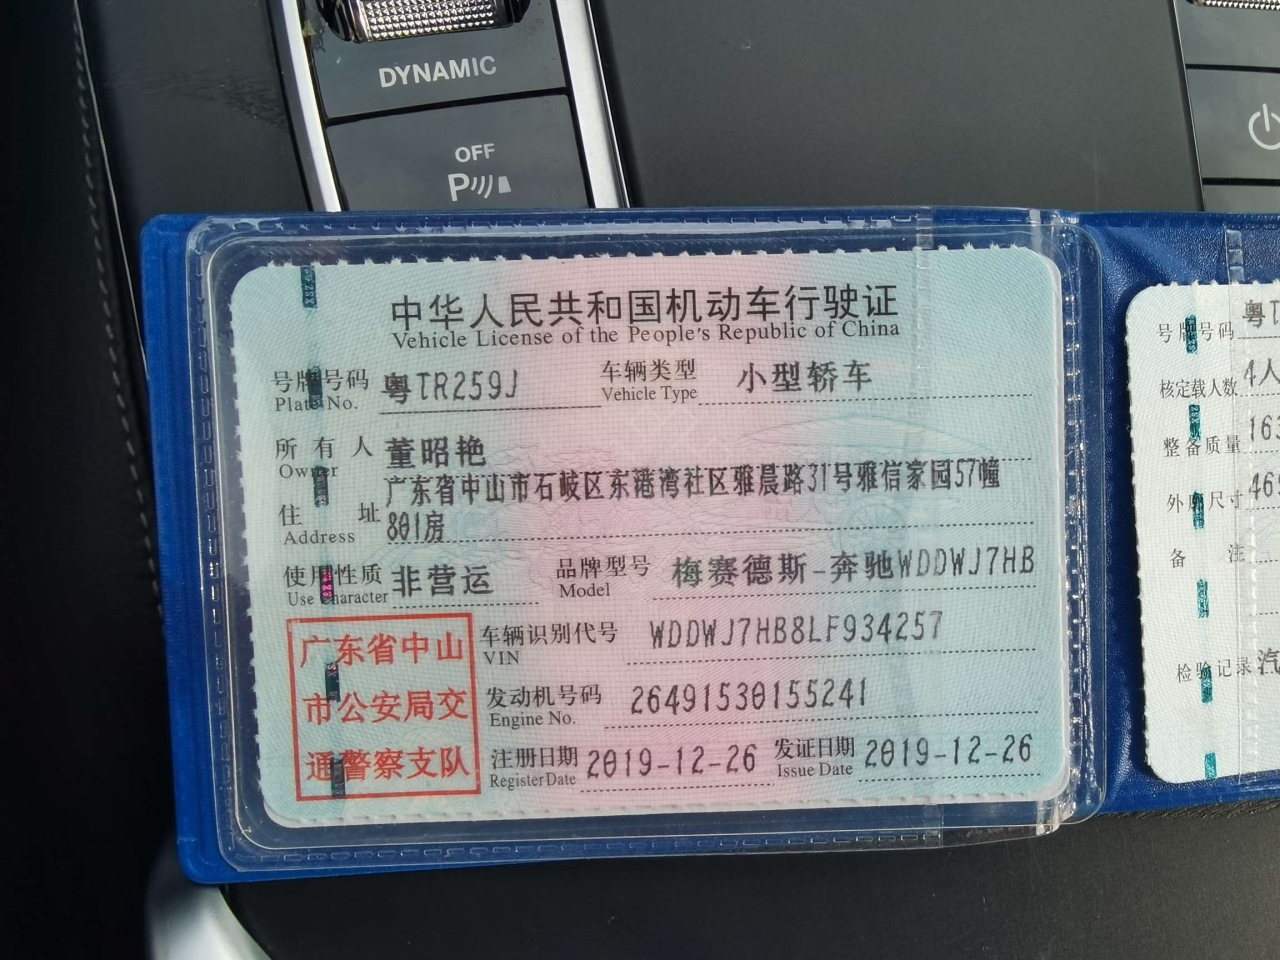 DYNAMIC
OFF
P
中华人民共和国机动车行驶证
Vehicle License of the People's Republic of China
号牌号码 粤TR259J 车辆类型 小型轿车
Plate No. Vehicle Type
所有人 董昭艳
Owner
广东省中山市石岐区东港湾社区雅晨路31号雅信家园57幢
住址 801房
Address
使用性质 非营运 品牌型号 梅赛德斯-奔驰WDDWJ7HB
Use Character Model
广东省中山
市公安局交
通警察支队
车辆识别代号 WDDWJ7HB8LF934257
VIN
发动机号码 26491530155241
Engine No.
注册日期 2019-12-26 发证日期 2019-12-26
Register Date Issue Date
号牌号码 粤T
核定载人数 4人
整备质量 163
外廓尺寸 469
备注
检验记录 汽